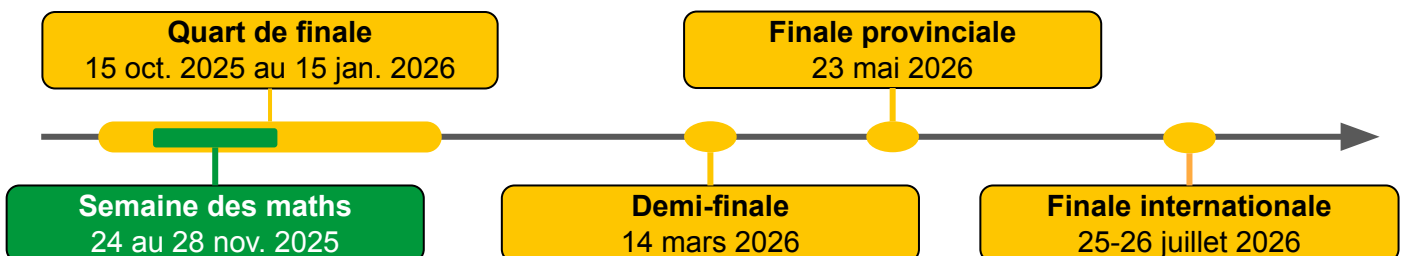 Quart de finale
15 oct. 2025 au 15 jan. 2026
Finale provinciale
23 mai 2026
Semaine des maths
24 au 28 nov. 2025
Demi-finale
14 mars 2026
Finale internationale
25-26 juillet 2026